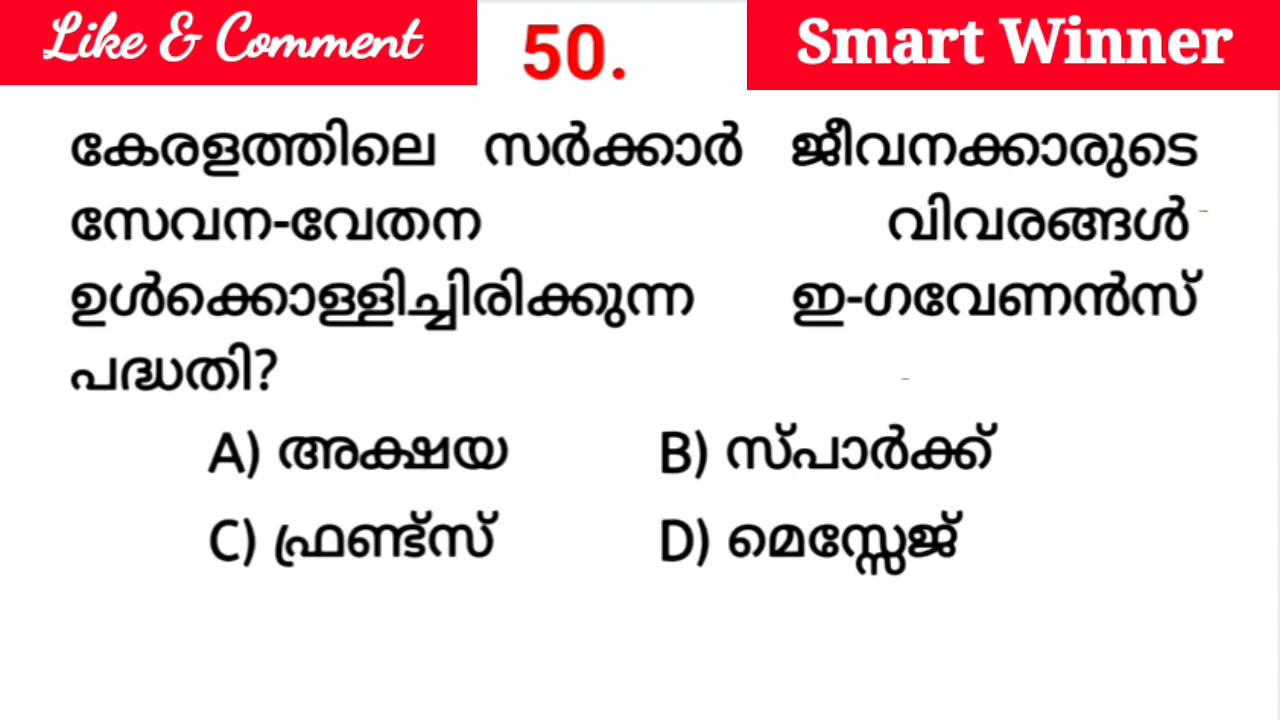 Like & Comment
50.
Smart Winner
കേരളത്തിലെ സർക്കാർ ജീവനക്കാരുടെ
സേവന-വേതന വിവരങ്ങൾ
ഉൾക്കൊള്ളിച്ചിരിക്കുന്ന ഇ-ഗവേണൻസ്
പദ്ധതി?
A) അക്ഷയ B) സ്പാർക്ക്
C) ഫ്രണ്ട്സ് D) മെസ്സേജ്